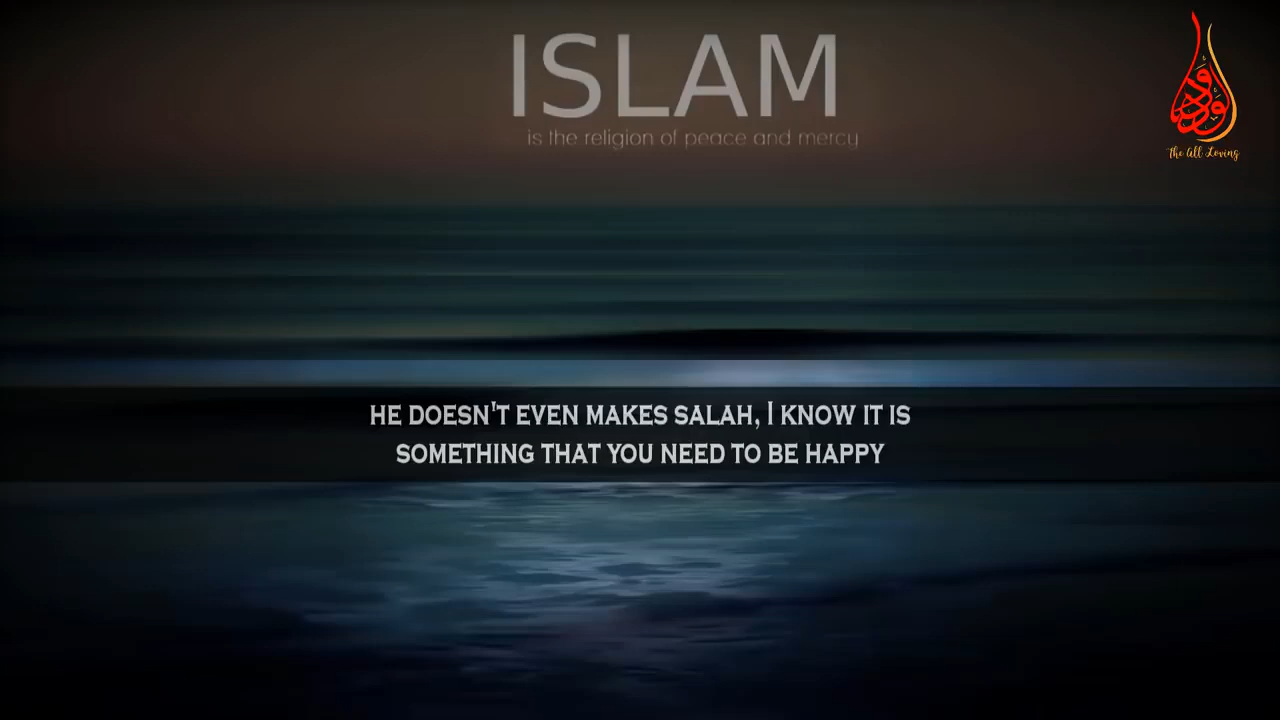 ISLAM
is the religion of peace and mercy
الودود
The All Loving
HE DOESN'T EVEN MAKES SALAH, I KNOW IT IS
SOMETHING THAT YOU NEED TO BE HAPPY